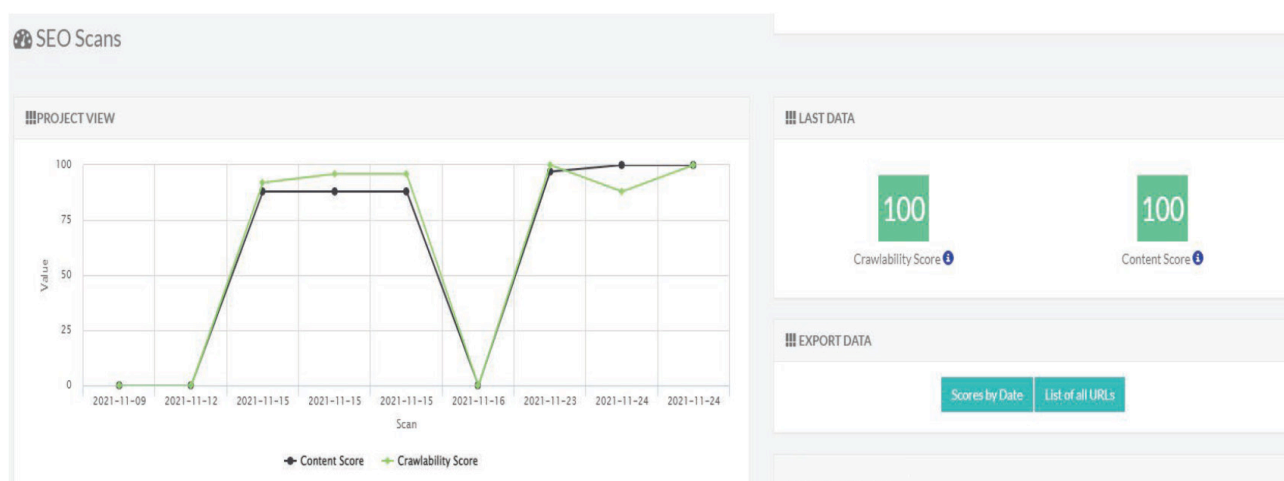 SEO Scans
PROJECT VIEW
100
75
50
25
0
Value
2021-11-09 2021-11-12 2021-11-15 2021-11-15 2021-11-15 2021-11-16 2021-11-23 2021-11-24 2021-11-24
Scan
Content Score Crawlability Score
LAST DATA
100 100
Crawlability Score Content Score
EXPORT DATA
Scores by Date List of all URLs